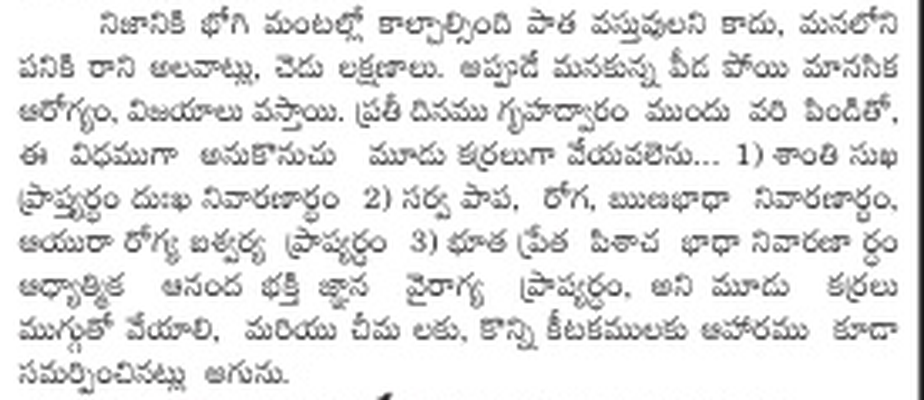 నిజానికి భోగి మంటల్లో కాల్చాల్సింది పాత వస్తువులని కాదు, మనలోని
పనికి రాని అలవాట్లు, చెడు లక్షణాలు. అప్పుడే మనకున్న పీడ పోయి మానసిక
ఆరోగ్యం, విజయాలు వస్తాయి. ప్రతీ దినము గృహద్వారం ముందు వరి పిండితో,
ఈ విధముగా అనుకొనుచు మూడు కర్రలుగా వేయవలెను... 1) శాంతి సుఖ
ప్రాప్త్యర్థం దుఃఖ నివారణార్థం 2) సర్వ పాప, రోగ, ఋణభాధా నివారణార్థం,
ఆయురా రోగ్య ఐశ్వర్య ప్రాప్యర్థం 3) భూత ప్రేత పిశాచ భాధా నివారణా ర్థం
ఆధ్యాత్మిక ఆనంద భక్తి జ్ఞాన వైరాగ్య ప్రాప్యర్థం, అని మూడు కర్రలు
ముగ్గుతో వేయాలి, మరియు చీమ లకు, కొన్ని కీటకములకు ఆహారము కూడా
సమర్పించినట్లు అగును.